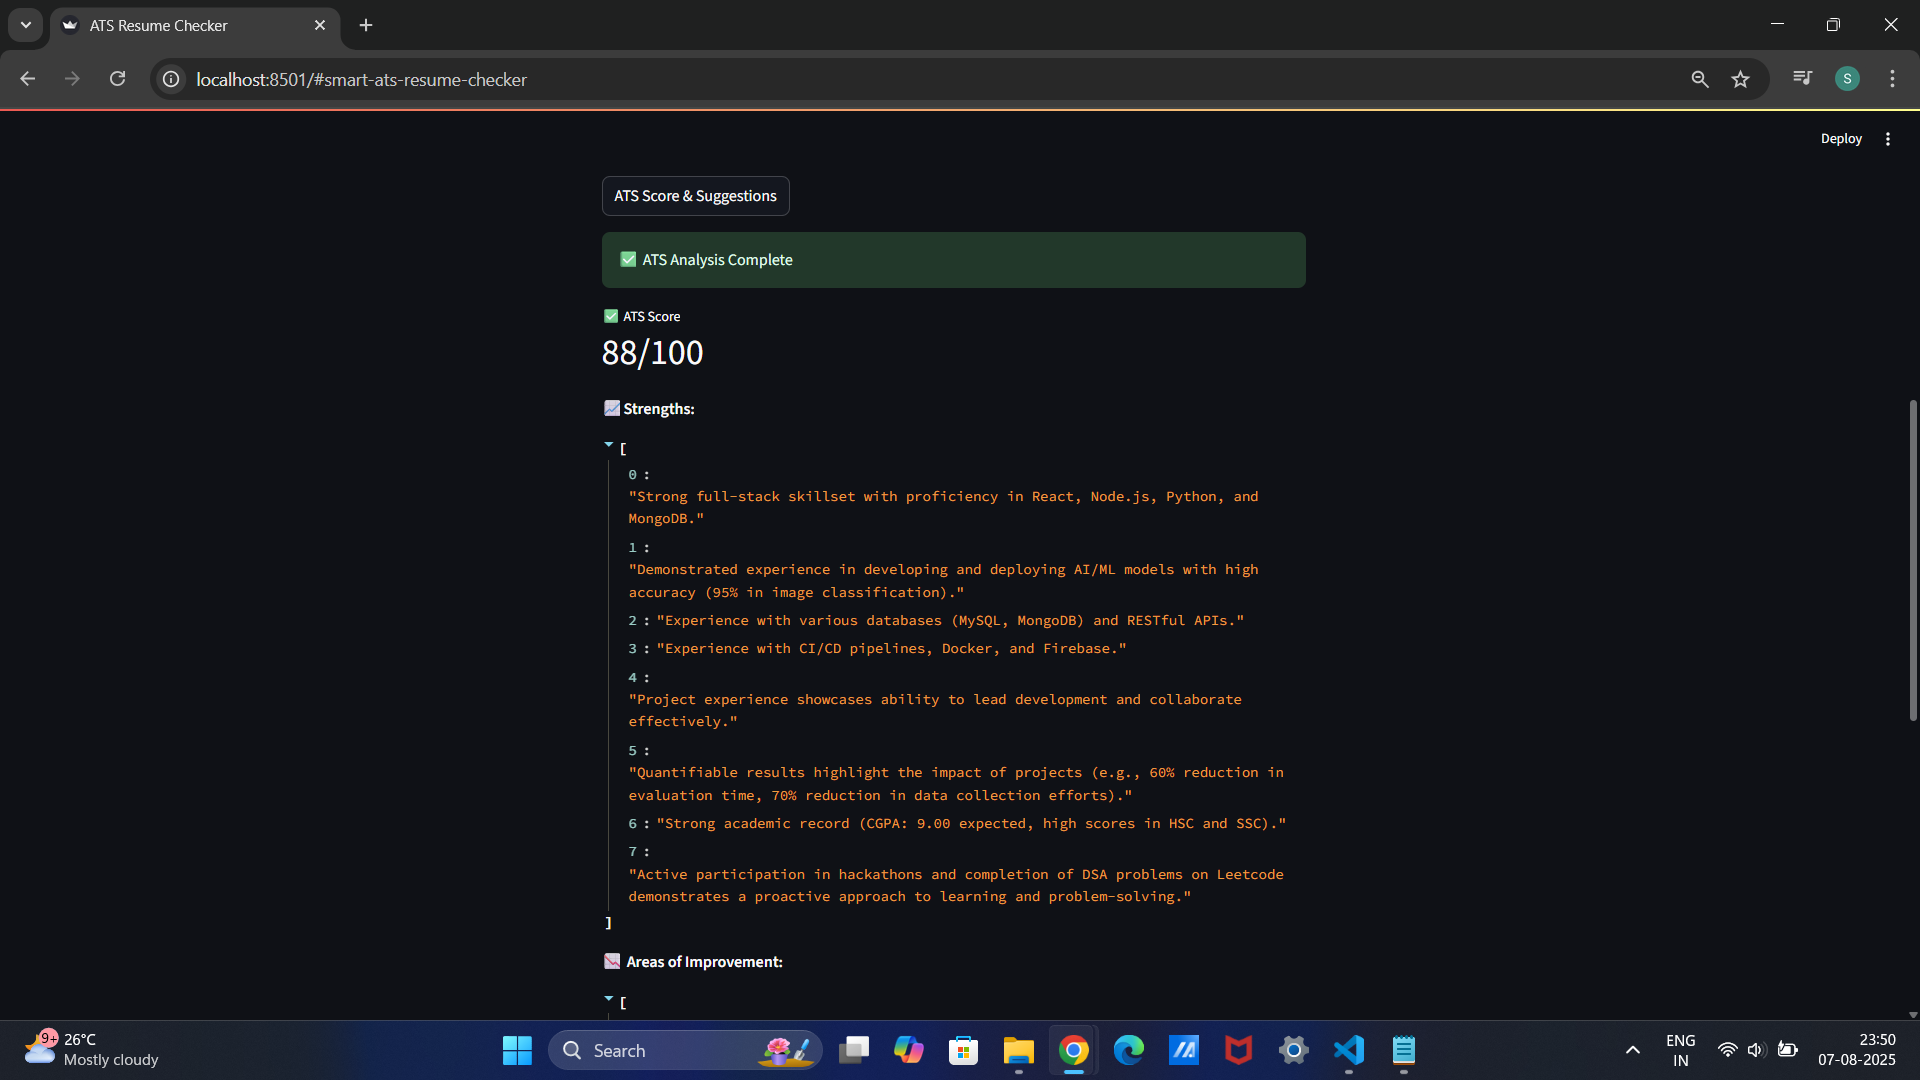 ATS Resume Checker
localhost:8501/#smart-ats-resume-checker
S
Deploy
ATS Score & Suggestions
✅ ATS Analysis Complete
✅ ATS Score
88/100
📈 Strengths:
[
0 :
"Strong full-stack skillset with proficiency in React, Node.js, Python, and
MongoDB."
1 :
"Demonstrated experience in developing and deploying AI/ML models with high
accuracy (95% in image classification)."
2 : "Experience with various databases (MySQL, MongoDB) and RESTful APIs."
3 : "Experience with CI/CD pipelines, Docker, and Firebase."
4 :
"Project experience showcases ability to lead development and collaborate
effectively."
5 :
"Quantifiable results highlight the impact of projects (e.g., 60% reduction in
evaluation time, 70% reduction in data collection efforts)."
6 : "Strong academic record (CGPA: 9.00 expected, high scores in HSC and SSC)."
7 :
"Active participation in hackathons and completion of DSA problems on Leetcode
demonstrates a proactive approach to learning and problem-solving."
]
📉 Areas of Improvement:
[
9+
26°C
Mostly cloudy
Search
ENG
IN
23:50
07-08-2025